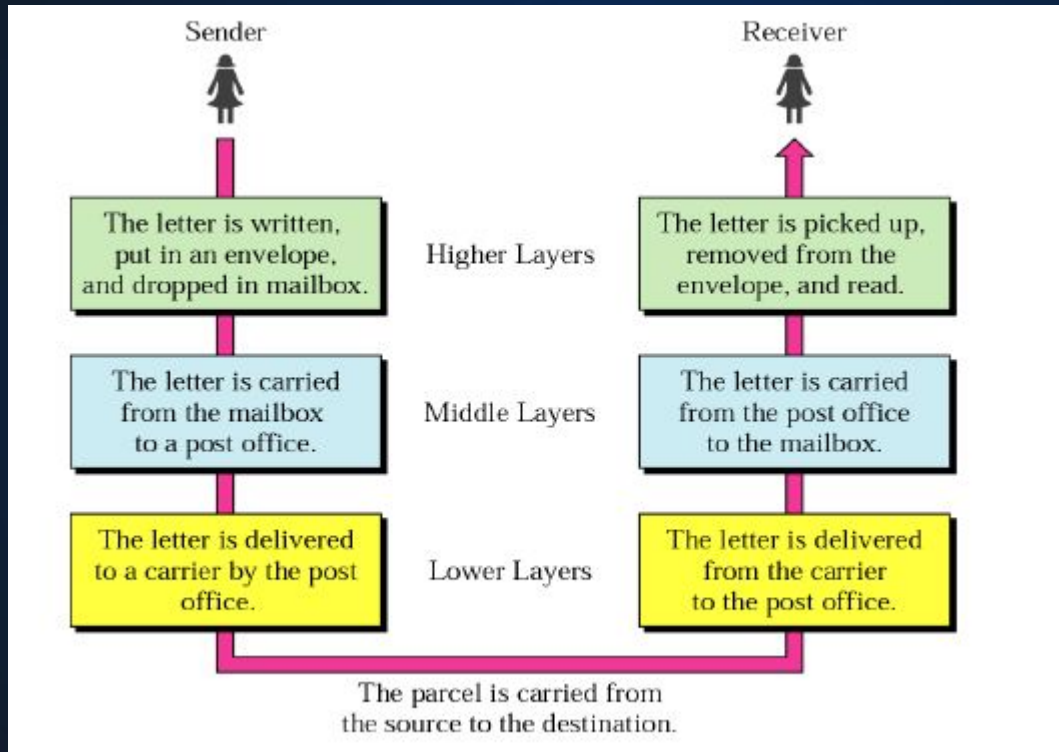 Sender
Receiver
The letter is written,
put in an envelope,
and dropped in mailbox.
Higher Layers
The letter is picked up,
removed from the
envelope, and read.
The letter is carried
from the mailbox
to a post office.
Middle Layers
The letter is carried
from the post office
to the mailbox.
The letter is delivered
to a carrier by the post
office.
Lower Layers
The letter is delivered
from the carrier
to the post office.
The parcel is carried from
the source to the destination.